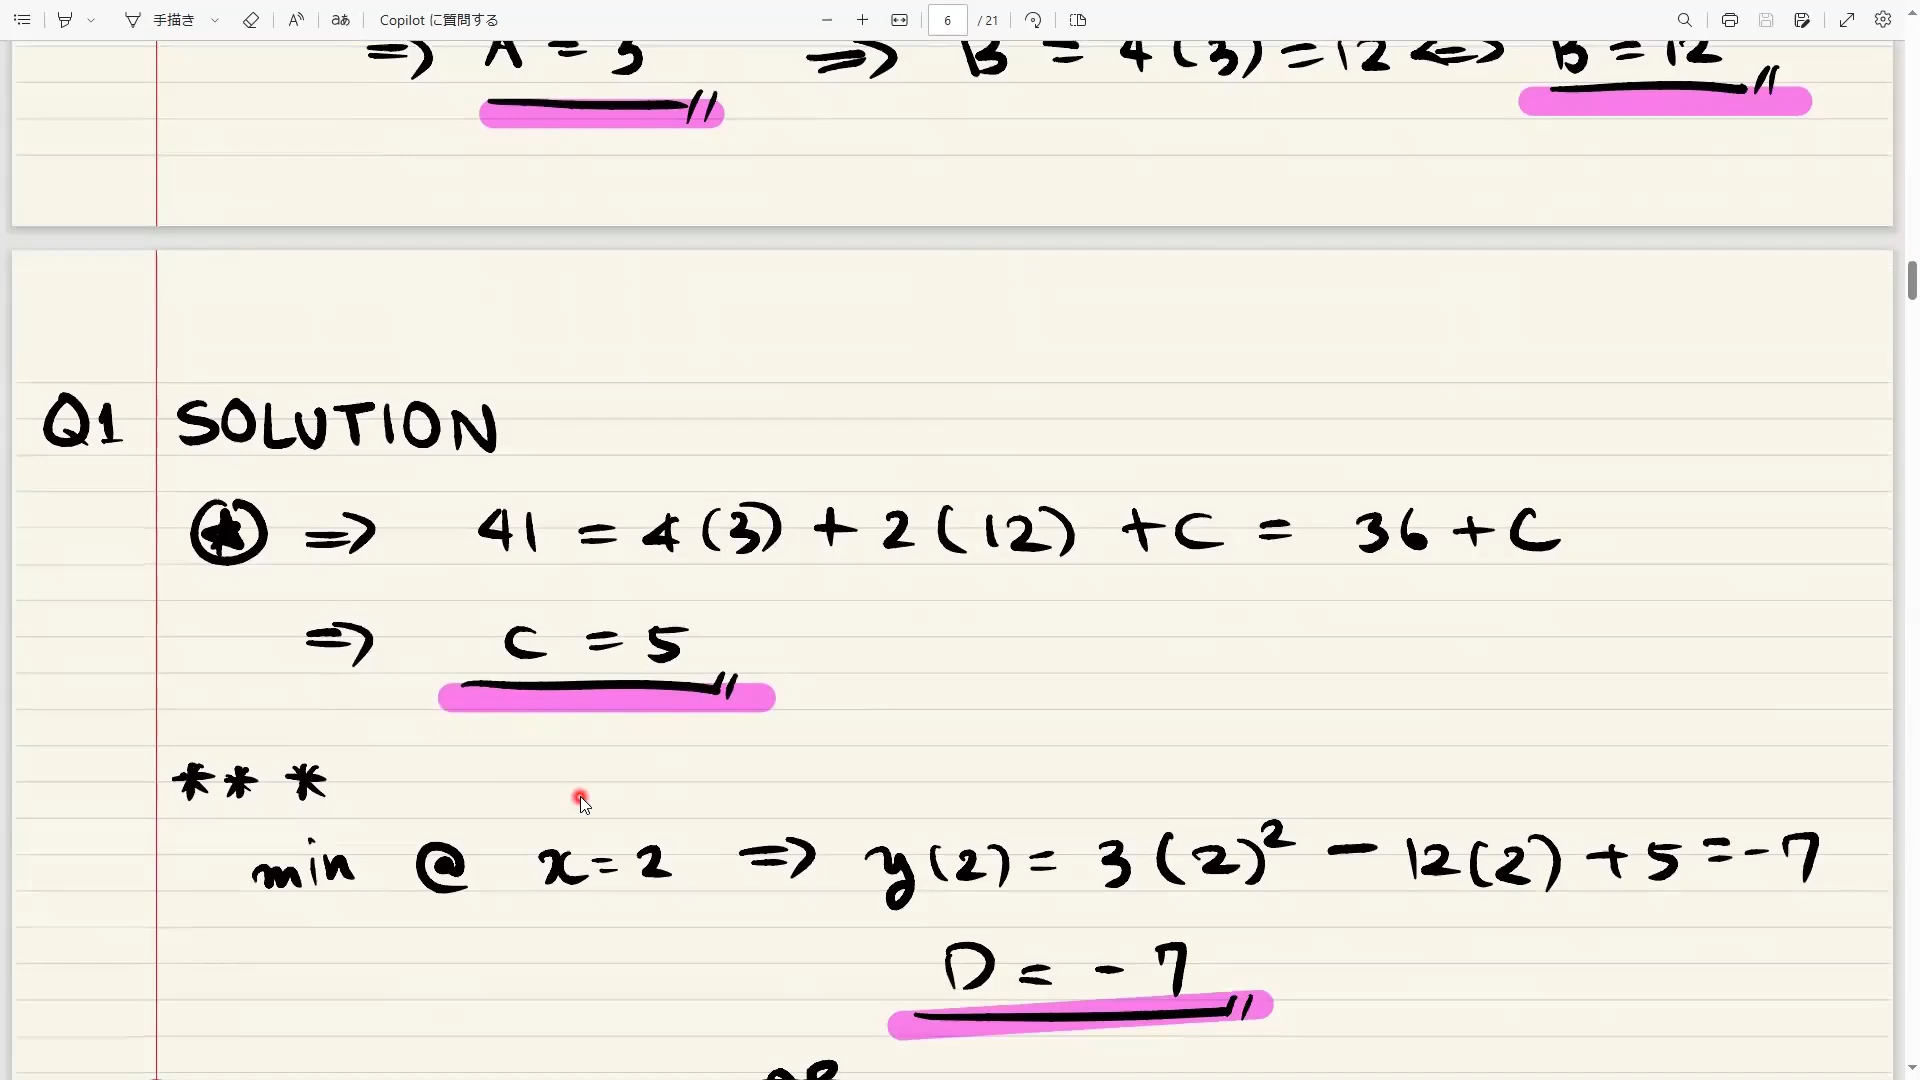 手描き Copilot に質問する 6 / 21
=> A = 3 => B = 4(3) = 12 <=> B = 12
Q1 SOLUTION
★ => 41 = 4(3) + 2(12) + C = 36 + C
=> C = 5
***
min @ x = 2 => y(2) = 3(2)² - 12(2) + 5 = -7
D = -7